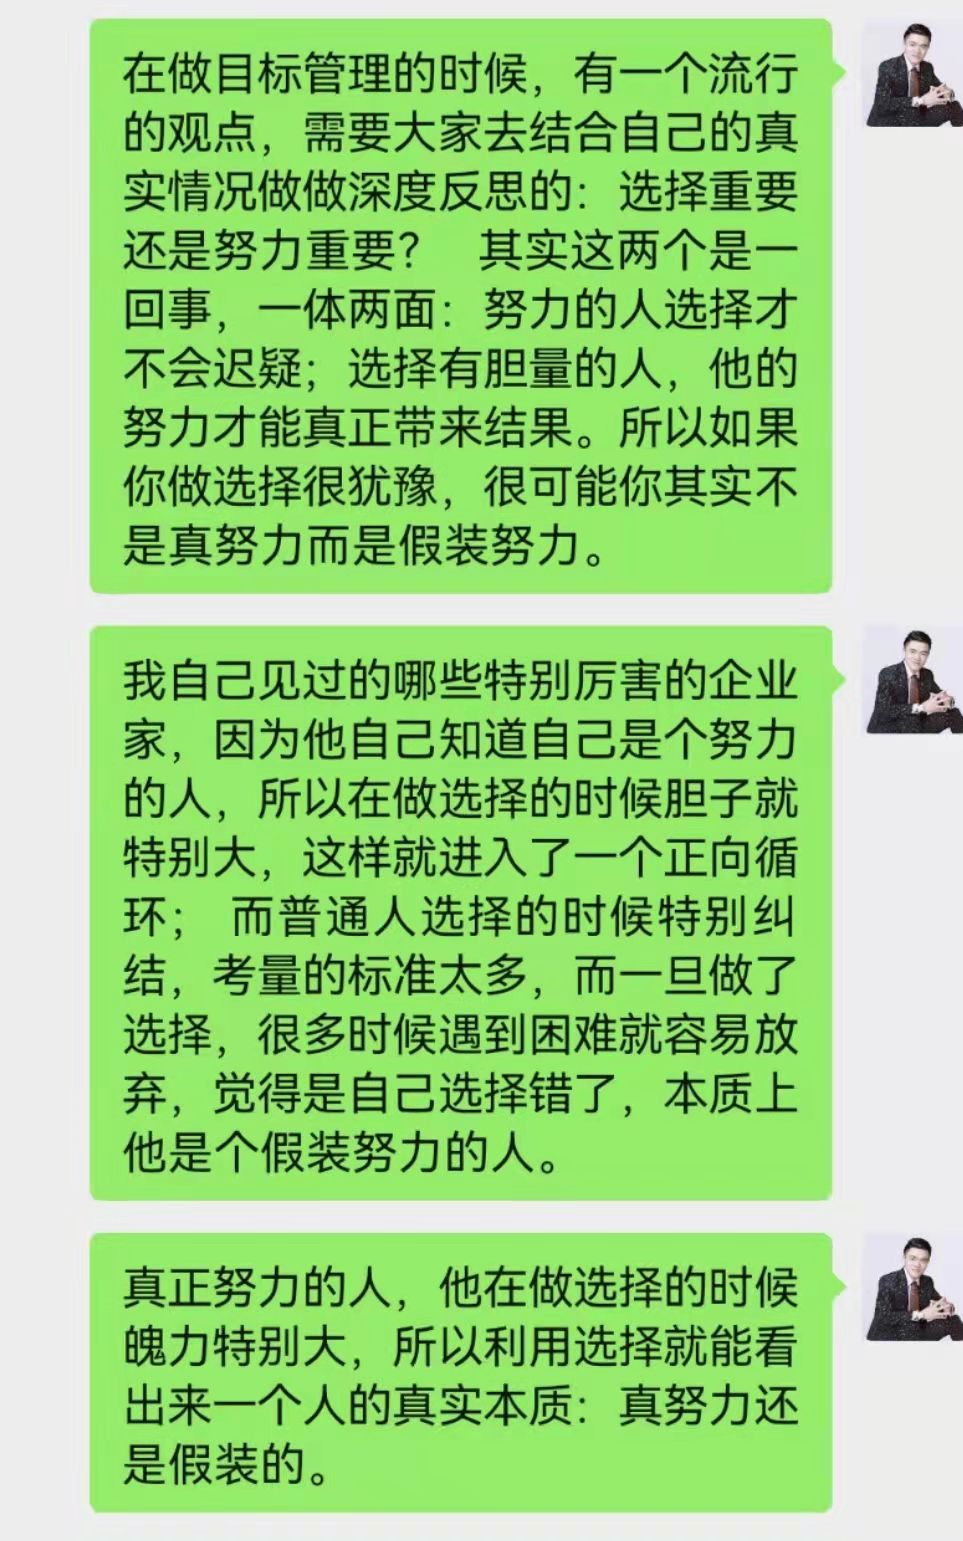 在做目标管理的时候，有一个流行
的观点，需要大家去结合自己的真
实情况做做深度反思的：选择重要
还是努力重要？ 其实这两个是一
回事，一体两面：努力的人选择才
不会迟疑；选择有胆量的人，他的
努力才能真正带来结果。所以如果
你做选择很犹豫，很可能你其实不
是真努力而是假装努力。
我自己见过的哪些特别厉害的企业
家，因为他自己知道自己是个努力
的人，所以在做选择的时候胆子就
特别大，这样就进入了一个正向循
环； 而普通人选择的时候特别纠
结，考量的标准太多，而一旦做了
选择，很多时候遇到困难就容易放
弃，觉得是自己选择错了，本质上
他是个假装努力的人。
真正努力的人，他在做选择的时候
魄力特别大，所以利用选择就能看
出来一个人的真实本质：真努力还
是假装的。